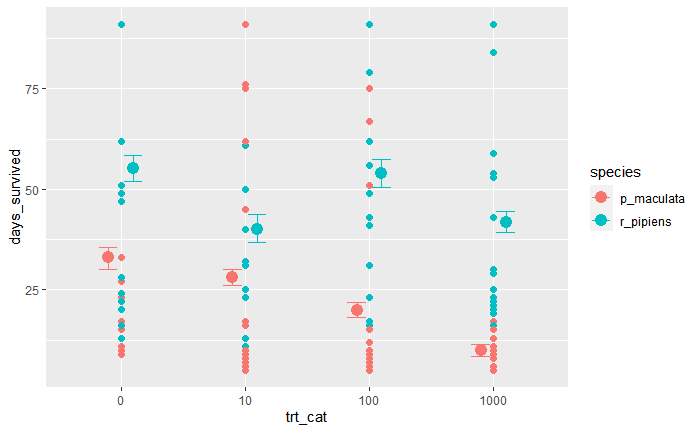 days_survived
75
50
25
0
10
100
1000
trt_cat
species
p_maculata
r_pipiens